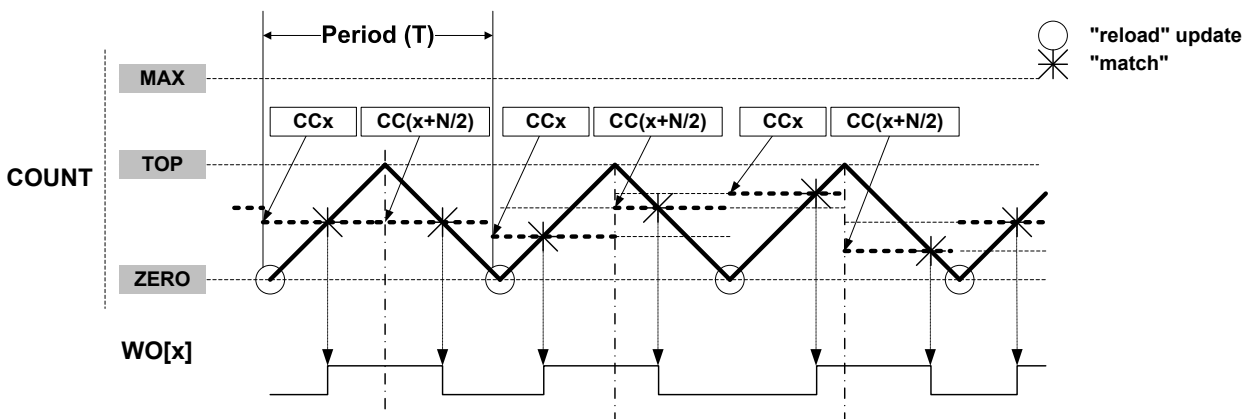 Period (T)
"reload" update
"match"
MAX
CCx
CC(x+N/2)
CCx
CC(x+N/2)
CCx
CC(x+N/2)
COUNT
TOP
ZERO
WO[x]